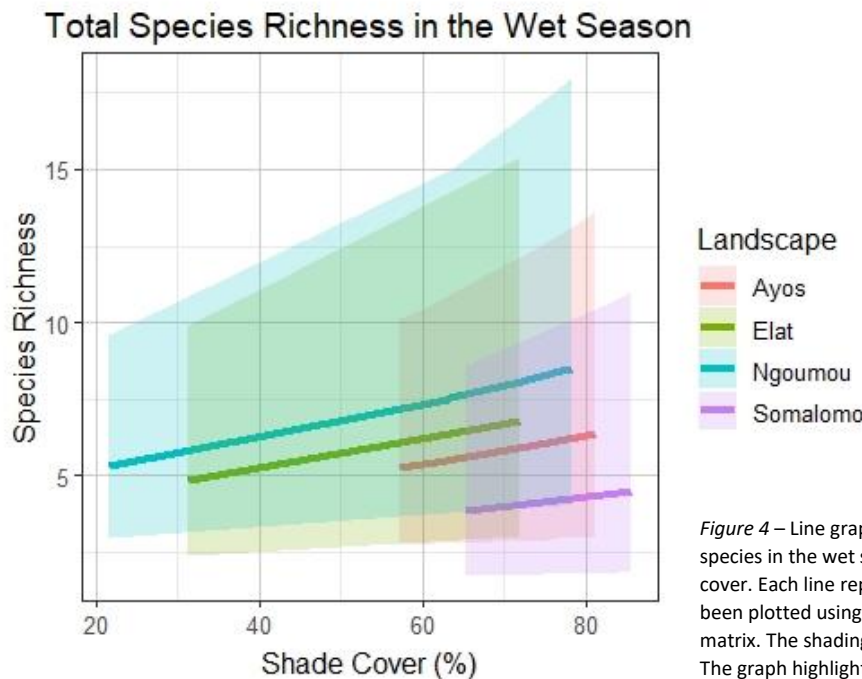 Total Species Richness in the Wet Season
15
10
5
Species Richness
20 40 60 80
Shade Cover (%)
Landscape
Ayos
Elat
Ngoumou
Somalomo
Figure 4 – Line grap
species in the wet s
cover. Each line rep
been plotted using
matrix. The shading
The graph highlight